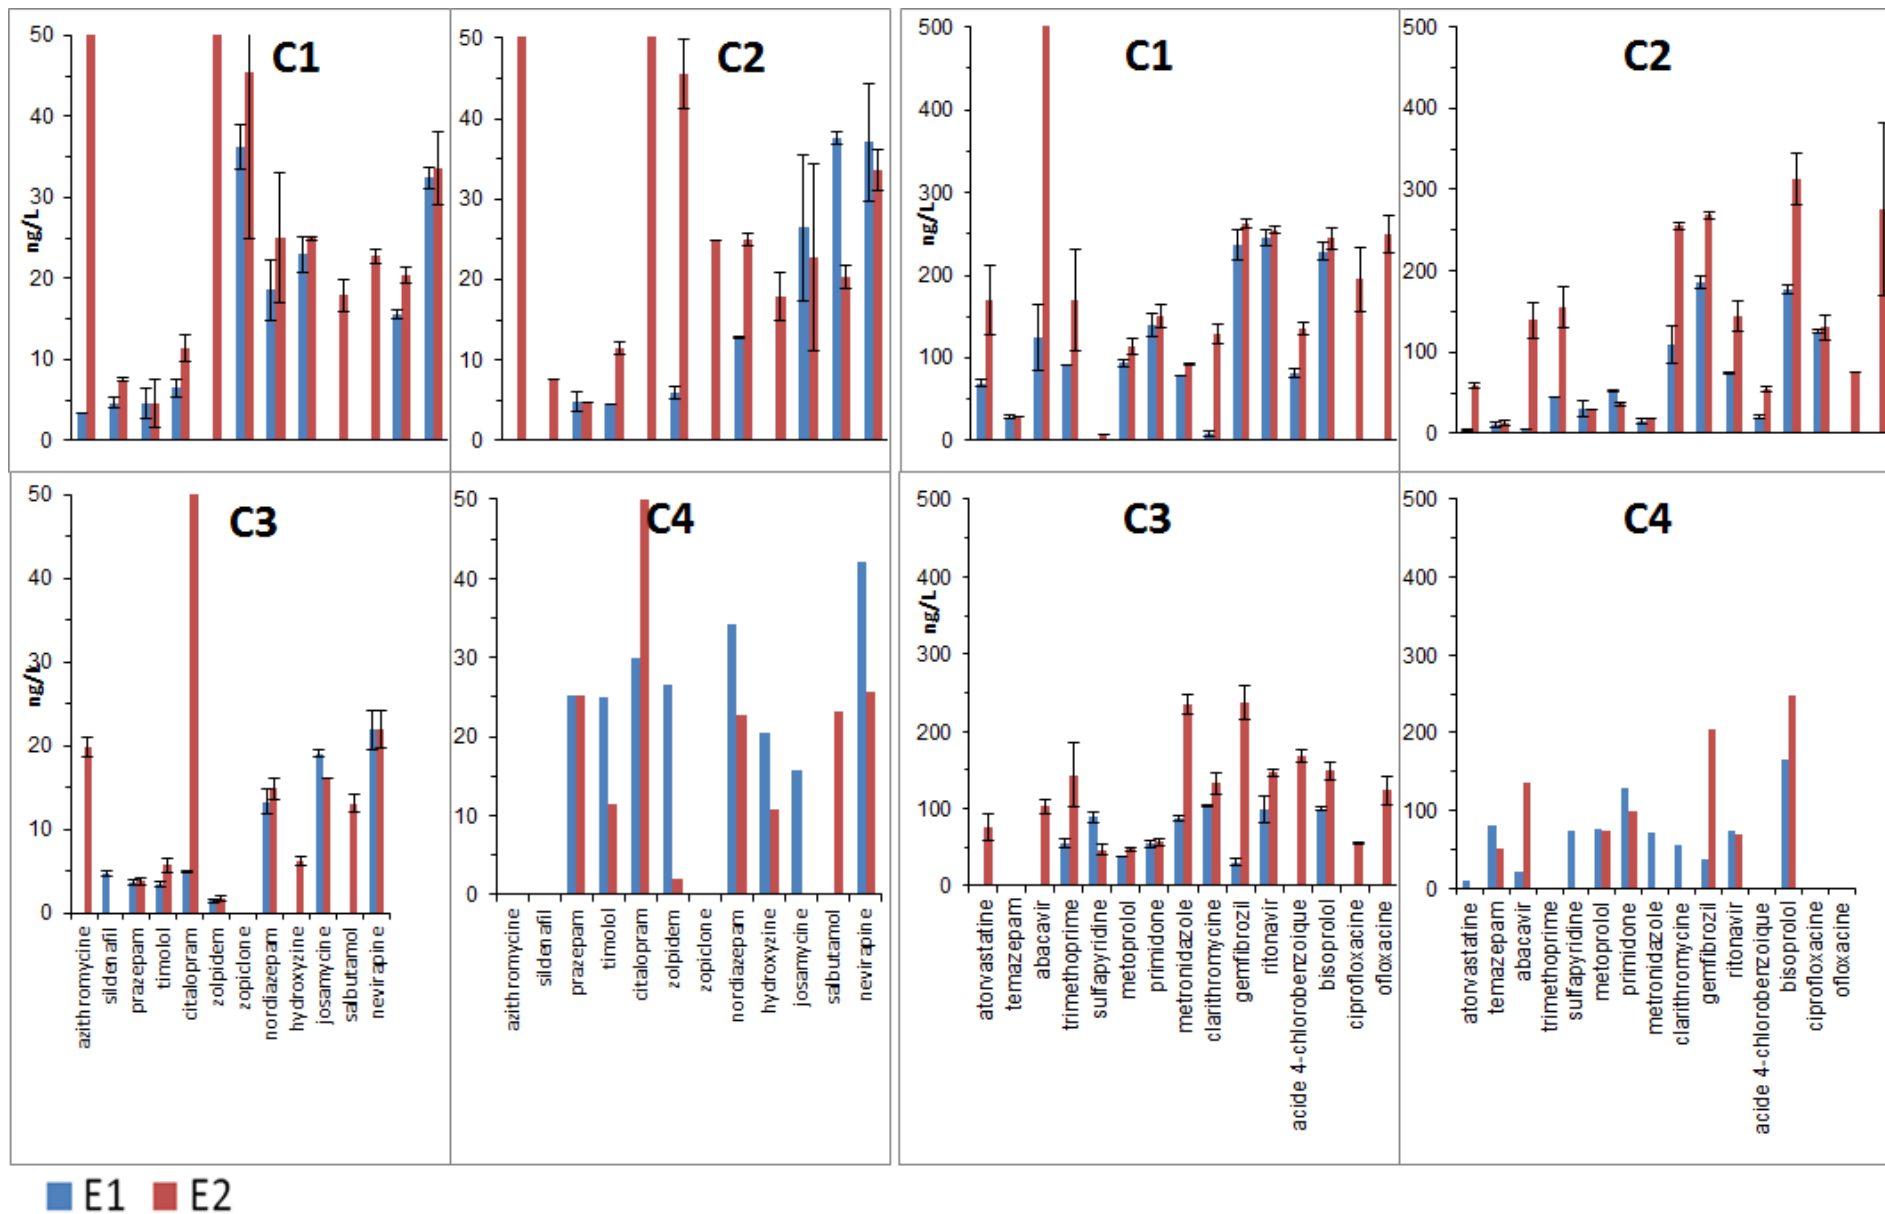 C1
50
40
30
20
10
0
ng/L
C2
50
40
30
20
10
0
C1
500
400
300
200
100
0
ng/L
C2
500
400
300
200
100
0
C3
50
40
30
20
10
0
ng/L
azithromycine
sildenafil
prazepam
timolol
citalopram
zolpidem
zopiclone
nordiazepam
hydroxyzine
josamycine
salbutamol
nevirapine
C4
50
40
30
20
10
0
azithromycine
sildenafil
prazepam
timolol
citalopram
zolpidem
zopiclone
nordiazepam
hydroxyzine
josamycine
salbutamol
nevirapine
C3
500
400
300
200
100
0
ng/L
atorvastatine
temazepam
abacavir
trimethoprime
sulfapyridine
metoprolol
primidone
metronidazole
clarithromycine
gemfibrozil
ritonavir
acide 4-chlorobenzoique
bisoprolol
ciprofloxacine
ofloxacine
C4
500
400
300
200
100
0
atorvastatine
temazepam
abacavir
trimethoprime
sulfapyridine
metoprolol
primidone
metronidazole
clarithromycine
gemfibrozil
ritonavir
acide 4-chlorobenzoique
bisoprolol
ciprofloxacine
ofloxacine
E1 E2